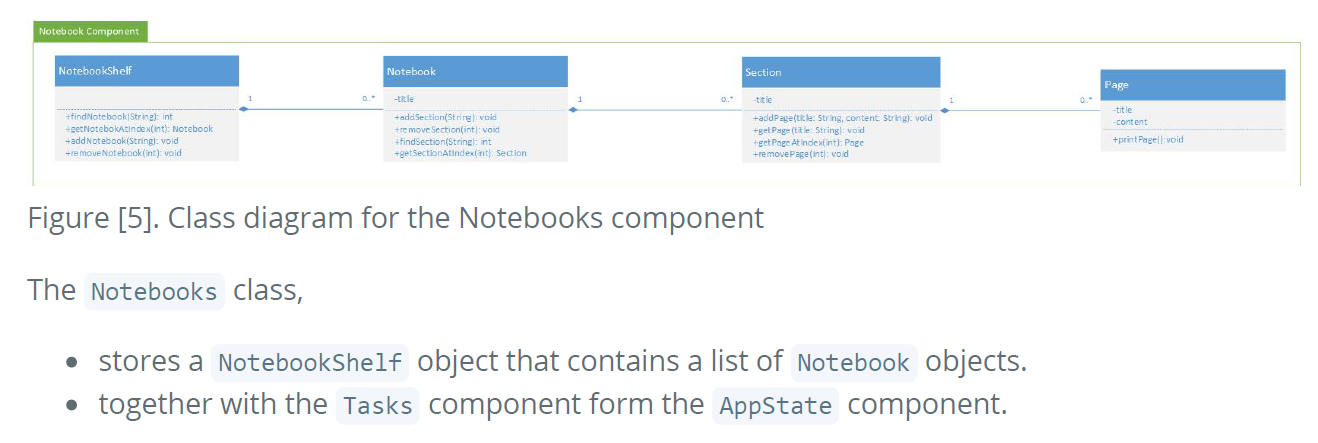 Notebook Component
NotebookShelf
+findNotebook(String): int
+getNotebokAtIndex(int): Notebook
+addNotebook(String): void
+removeNotebook(int): void
1
0..*
Notebook
-title
+addSection(String): void
+removeSection(int): void
+findSection(String): int
+getSectionAtIndex(int): Section
1
0..*
Section
-title
+addPage(title: String, content: String): void
+getPage(title: String): void
+getPageAtIndex(int): Page
+removePage(int): void
1
0..*
Page
-title
-content
+printPage(): void
Figure [5]. Class diagram for the Notebooks component
The Notebooks class,
• stores a NotebookShelf object that contains a list of Notebook objects.
• together with the Tasks component form the AppState component.